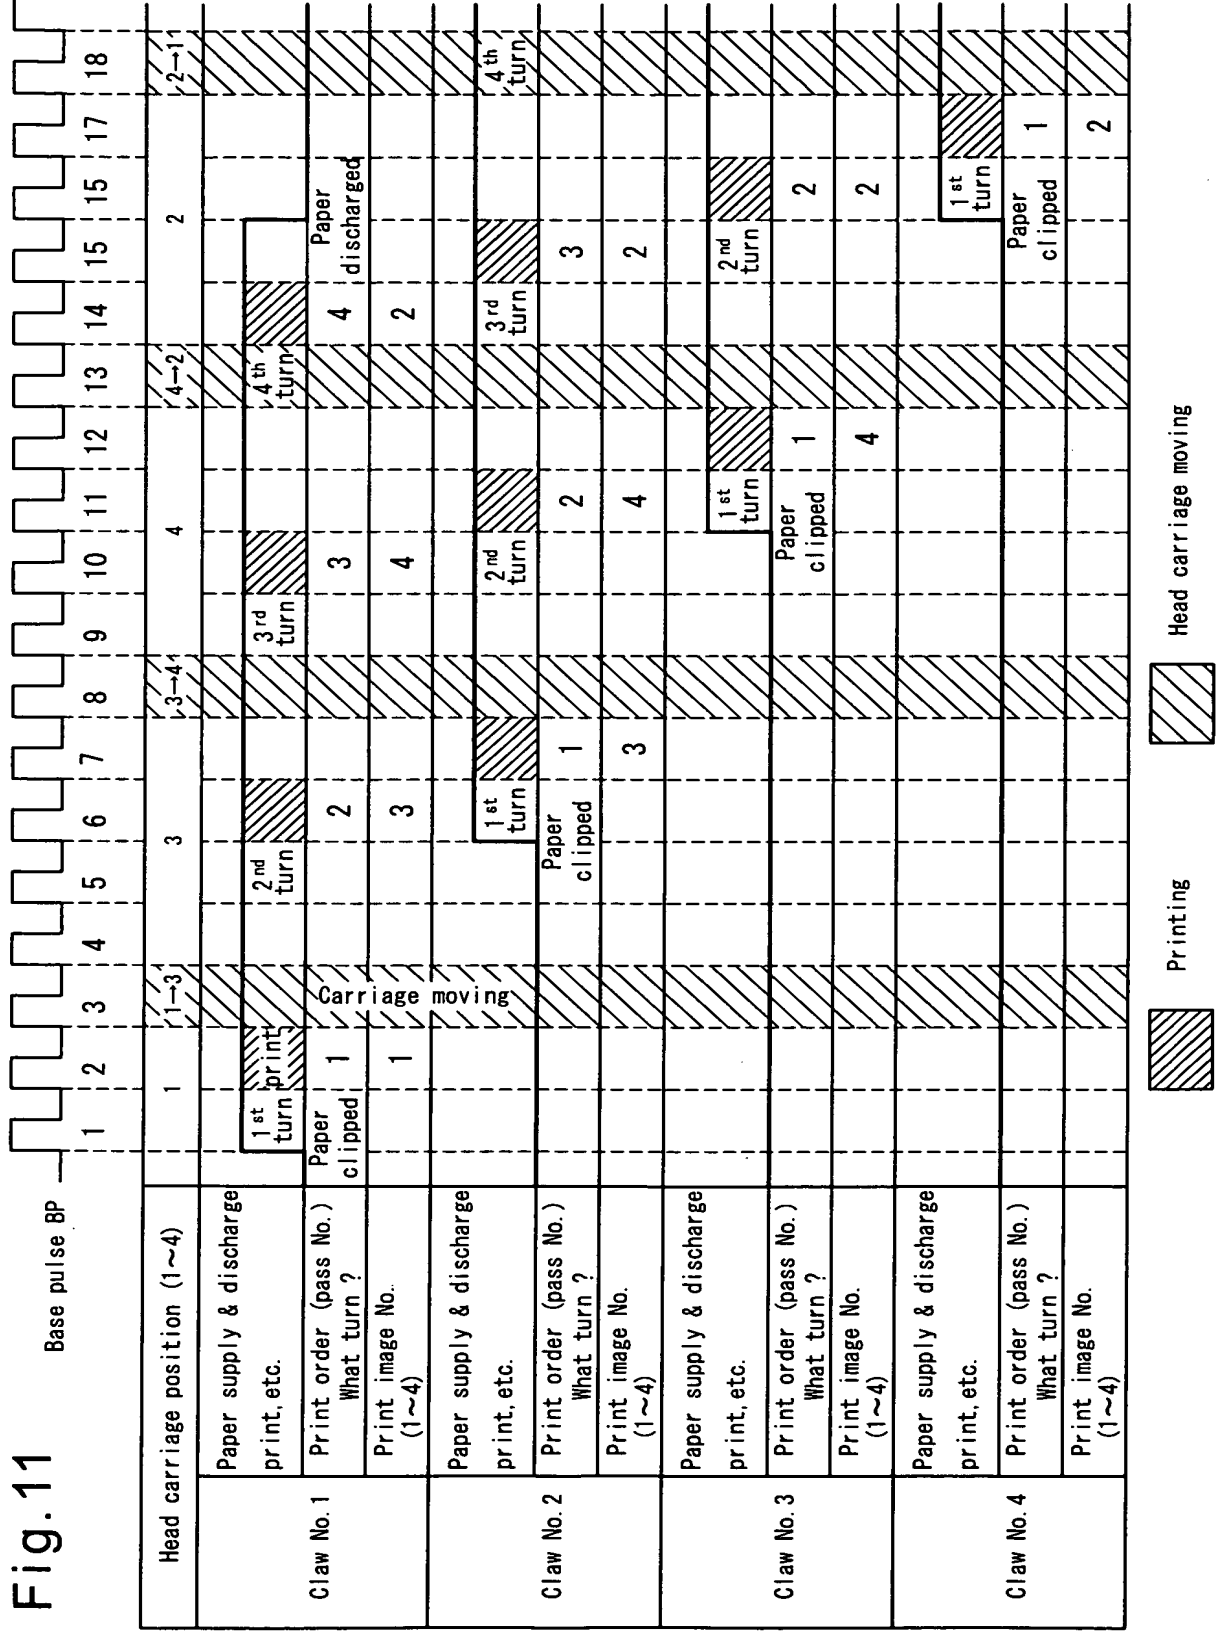 Fig.11
Base pulse BP
1 2 3 4 5 6 7 8 9 10 11 12 13 14 15 15 17 18
Head carriage position (1~4)
1 1→3 3 3→4 4 4→2 2 2→1
Claw No. 1
Paper supply & discharge
print, etc.
1st
turn
print
2nd
turn
3rd
turn
4th
turn
Print order (pass No.)
What turn ?
Paper
clipped
1 2 3 4
Paper
discharged
Carriage moving
Print image No.
(1~4)
1 3 4 2
Claw No. 2
Paper supply & discharge
print, etc.
1st
turn
2nd
turn
3rd
turn
4th
turn
Print order (pass No.)
What turn ?
Paper
clipped
1 2 3
Print image No.
(1~4)
3 4 2
Claw No. 3
Paper supply & discharge
print, etc.
1st
turn
2nd
turn
Print order (pass No.)
What turn ?
Paper
clipped
1 2
Print image No.
(1~4)
4 2
Claw No. 4
Paper supply & discharge
print, etc.
1st
turn
Print order (pass No.)
What turn ?
Paper
clipped
1
Print image No.
(1~4)
2
Printing
Head carriage moving